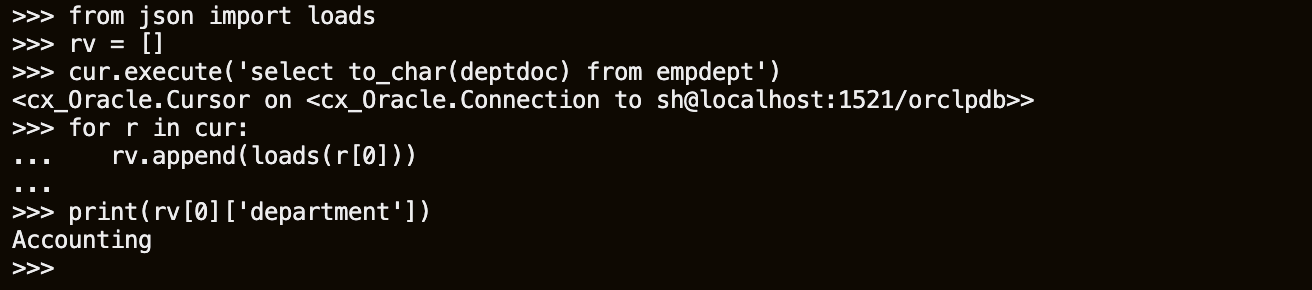 >>> from json import loads
>>> rv = []
>>> cur.execute('select to_char(deptdoc) from empdept')
<cx_Oracle.Cursor on <cx_Oracle.Connection to sh@localhost:1521/orclpdb>>
>>> for r in cur:
...    rv.append(loads(r[0]))
...
>>> print(rv[0]['department'])
Accounting
>>>